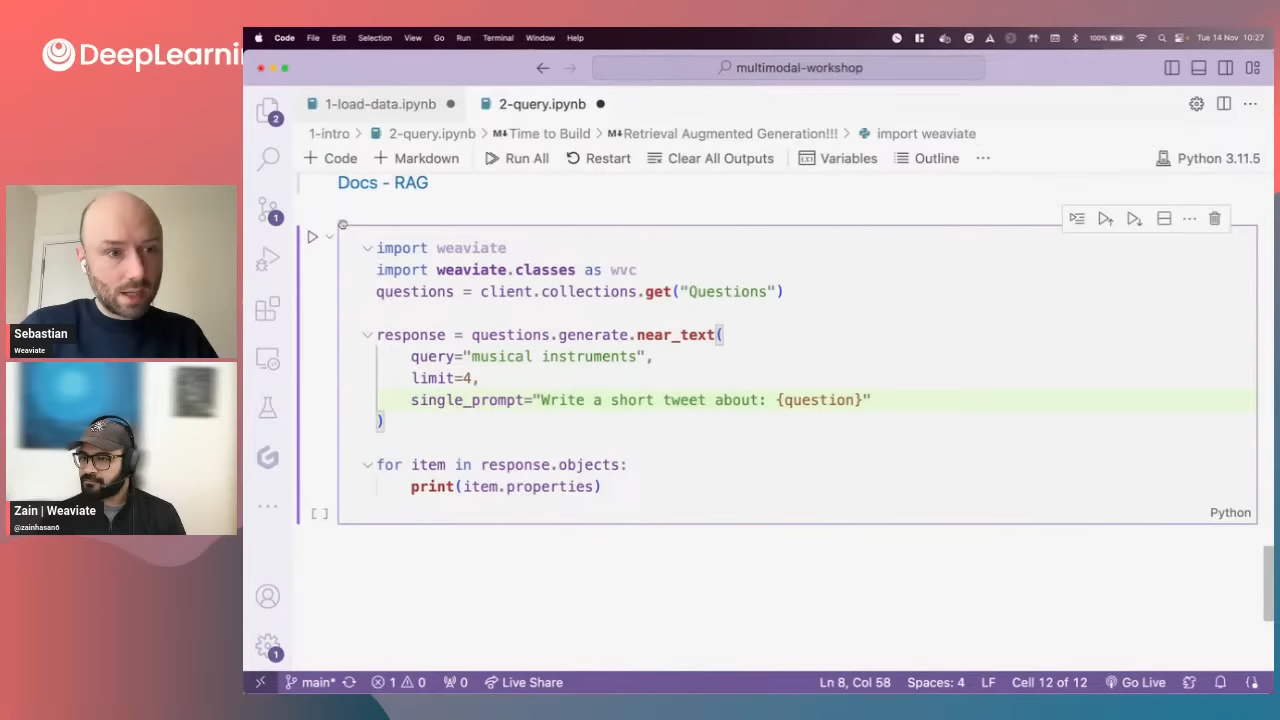 DeepLearni
Code File Edit Selection View Go Run Terminal Window Help 100% Tue 14 Nov 10:27
multimodal-workshop
1-load-data.ipynb 2-query.ipynb
1-intro > 2-query.ipynb > M↓Time to Build > M↓Retrieval Augmented Generation!!! > import weaviate
+ Code + Markdown Run All Restart Clear All Outputs Variables Outline ... Python 3.11.5
Docs - RAG
import weaviate
import weaviate.classes as wvc
questions = client.collections.get("Questions")
response = questions.generate.near_text(
query="musical instruments",
limit=4,
single_prompt="Write a short tweet about: {question}"
)
for item in response.objects:
print(item.properties)
[ ] Python
2
1
1
Sebastian
Weaviate
Zain | Weaviate
@zainhasan6
main* 1 0 0 Live Share Ln 8, Col 58 Spaces: 4 LF Cell 12 of 12 Go Live